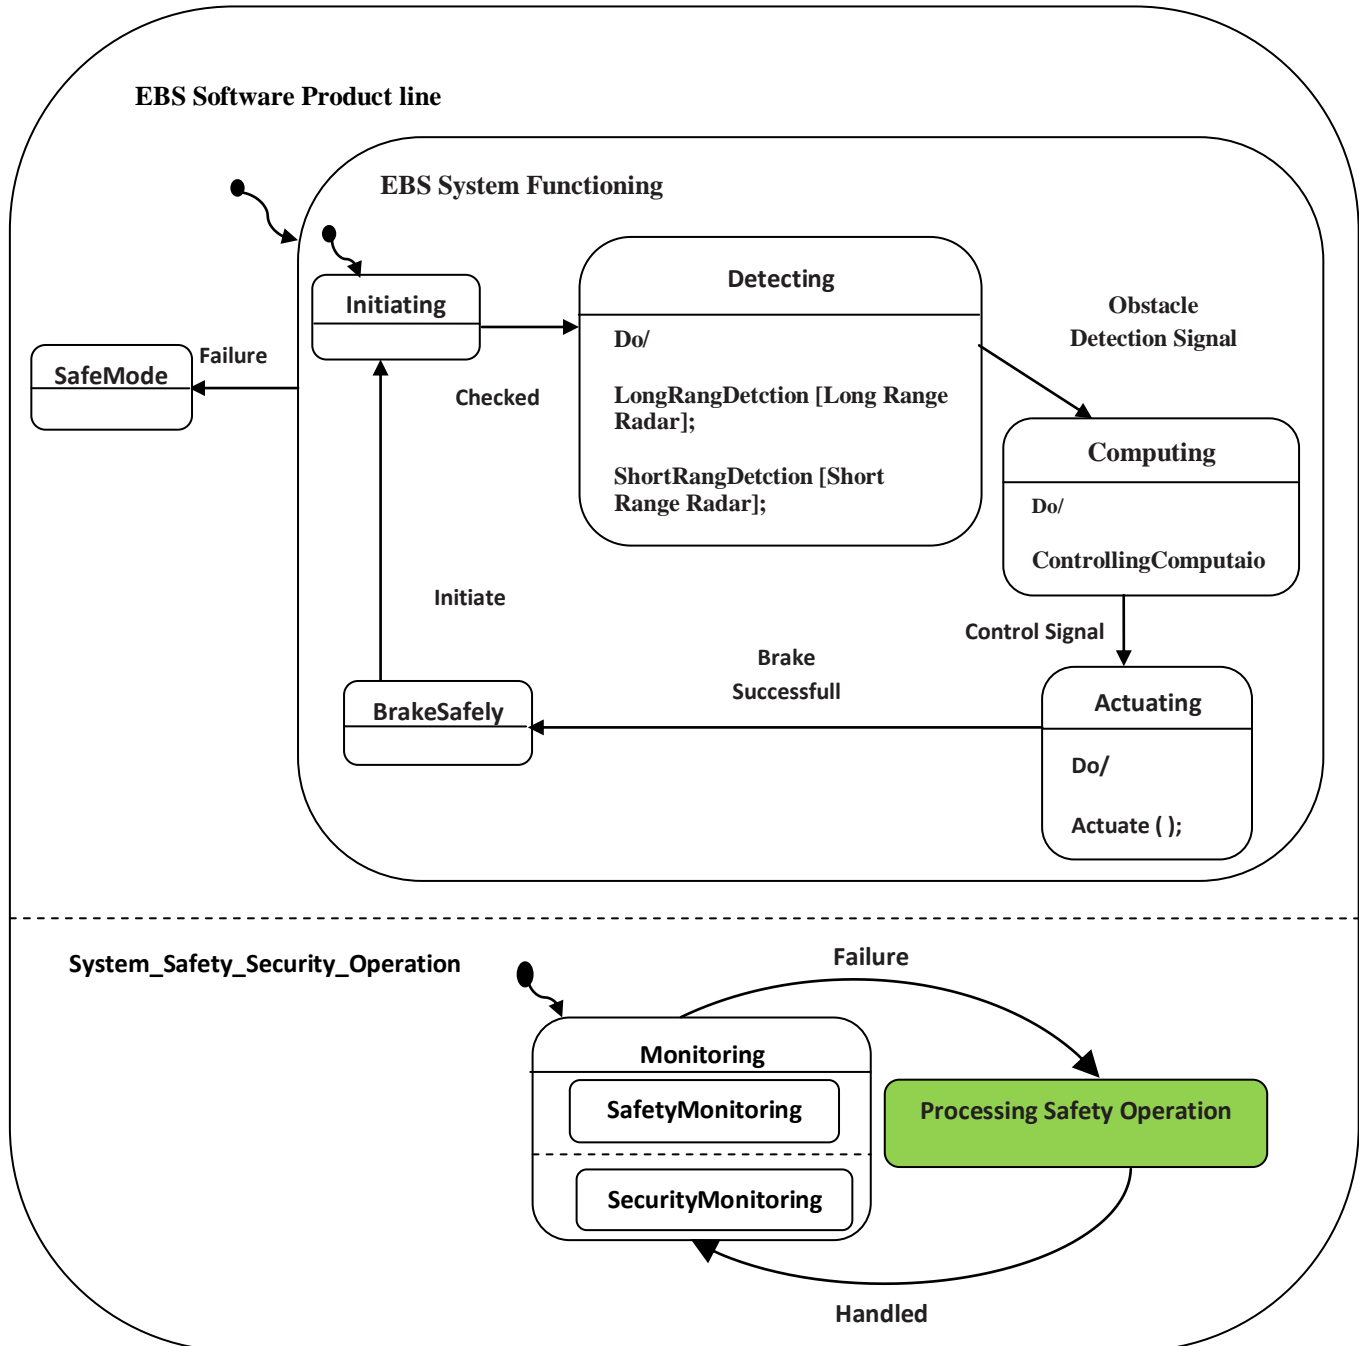 EBS Software Product line
EBS System Functioning
Initiating
Detecting
Do/
LongRangDetction [Long Range
Radar];
ShortRangDetction [Short
Range Radar];
Obstacle
Detection Signal
Failure
SafeMode
Checked
Computing
Do/
ControllingComputaio
Initiate
Control Signal
Brake
Successfull
BrakeSafely
Actuating
Do/
Actuate ( );
System_Safety_Security_Operation
Failure
Monitoring
SafetyMonitoring
Processing Safety Operation
SecurityMonitoring
Handled